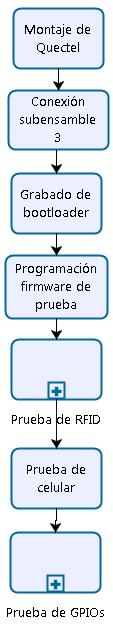 Montaje de
Quectel
Conexión
subensamble
3
Grabado de
bootloader
Programación
firmware de
prueba
Prueba de RFID
Prueba de
celular
Prueba de GPIOs